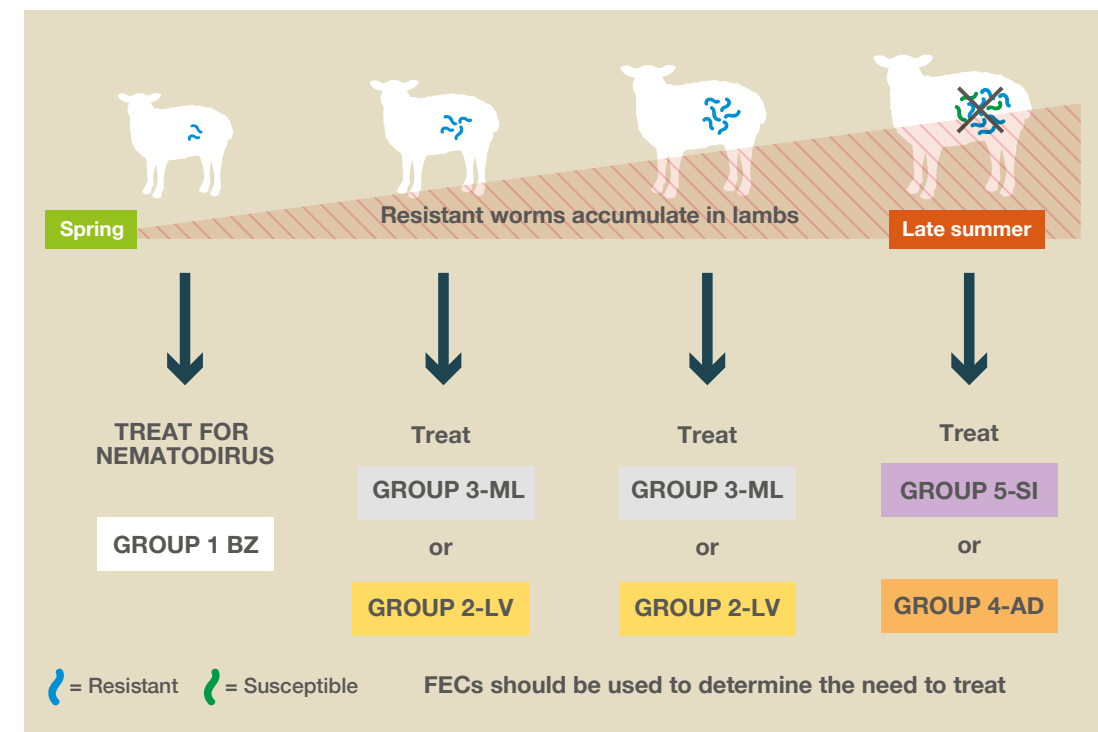 Resistant worms accumulate in lambs
Spring
Late summer
TREAT FOR
NEMATODIRUS
GROUP 1 BZ
Treat
GROUP 3-ML
or
GROUP 2-LV
Treat
GROUP 3-ML
or
GROUP 2-LV
Treat
GROUP 5-SI
or
GROUP 4-AD
= Resistant
= Susceptible
FECs should be used to determine the need to treat